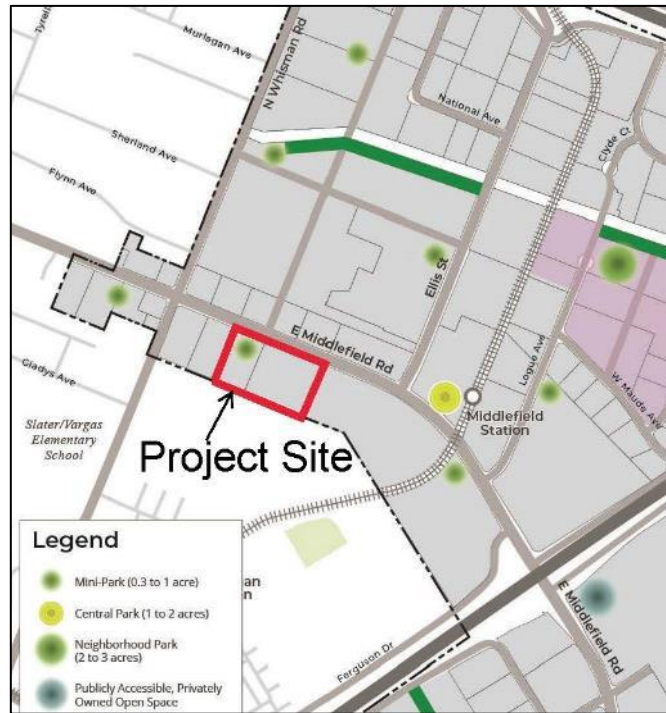 Tyrell
Murlagan Ave
N Whisman Rd
National Ave
Sherland Ave
Clyde Ct
Flynn Ave
Ellis St
E Middlefield Rd
Logue Ave
W Maude Ave
Gladys Ave
Middlefield
Station
Slater/Vargas
Elementary
School
Project Site
Legend
Mini-Park (0.3 to 1 acre)
Central Park (1 to 2 acres)
Neighborhood Park
(2 to 3 acres)
Publicly Accessible, Privately
Owned Open Space
E Middlefield Rd
Ferguson Dr